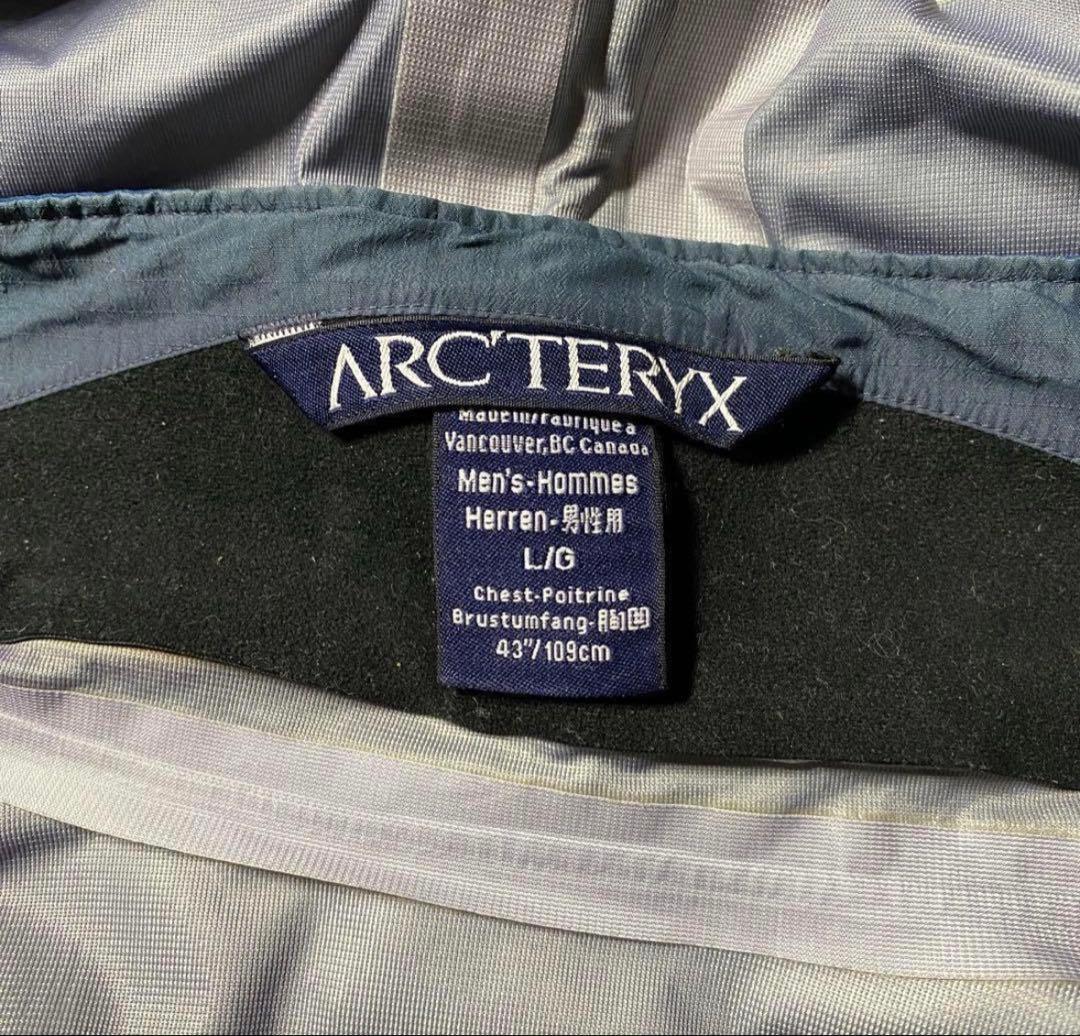 ARC'TERYX
Made in/Fabriqué à
Vancouver,BC Canada
Men's-Hommes
Herren-男性用
L/G
Chest-Poitrine
Brustumfang-胸囲
43"/109cm